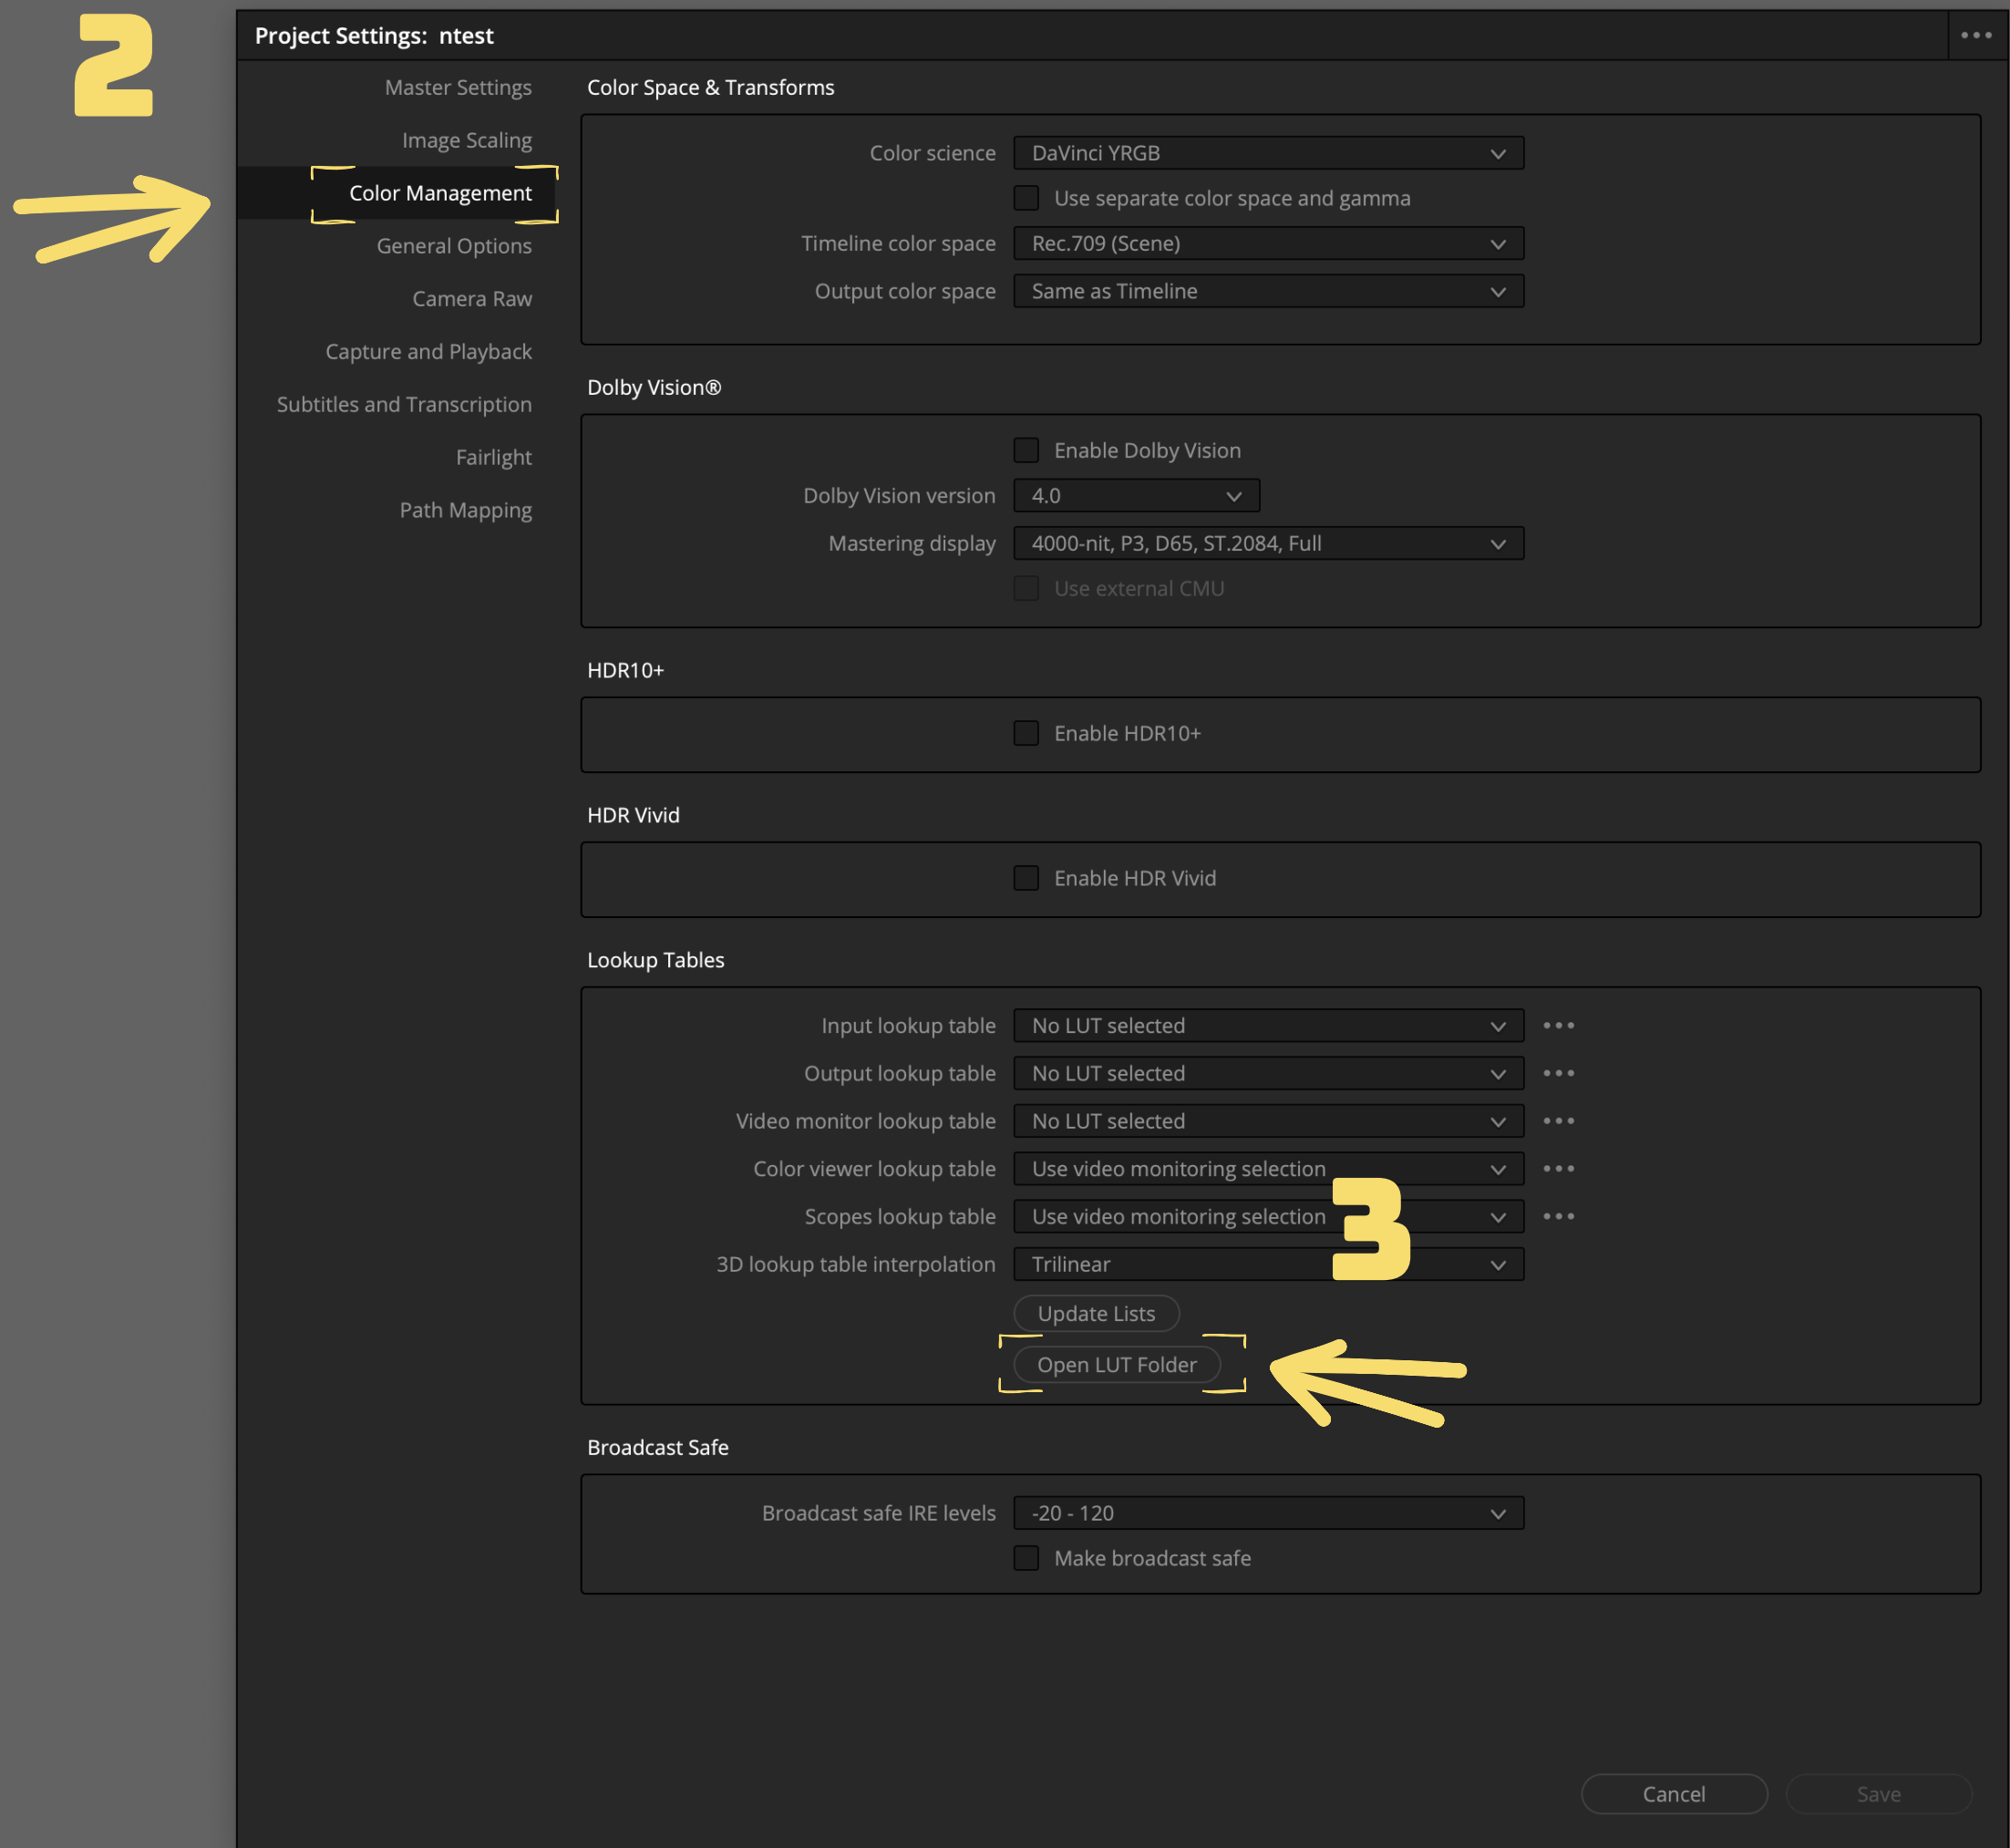 2
Project Settings: ntest
Master Settings
Image Scaling
Color Management
General Options
Camera Raw
Capture and Playback
Subtitles and Transcription
Fairlight
Path Mapping
Color Space & Transforms
Color science DaVinci YRGB
Use separate color space and gamma
Timeline color space Rec.709 (Scene)
Output color space Same as Timeline
Dolby Vision®
Enable Dolby Vision
Dolby Vision version 4.0
Mastering display 4000-nit, P3, D65, ST.2084, Full
Use external CMU
HDR10+
Enable HDR10+
HDR Vivid
Enable HDR Vivid
Lookup Tables
Input lookup table No LUT selected
Output lookup table No LUT selected
Video monitor lookup table No LUT selected
Color viewer lookup table Use video monitoring selection
Scopes lookup table Use video monitoring selection
3
3D lookup table interpolation Trilinear
Update Lists
Open LUT Folder
Broadcast Safe
Broadcast safe IRE levels -20 - 120
Make broadcast safe
Cancel Save